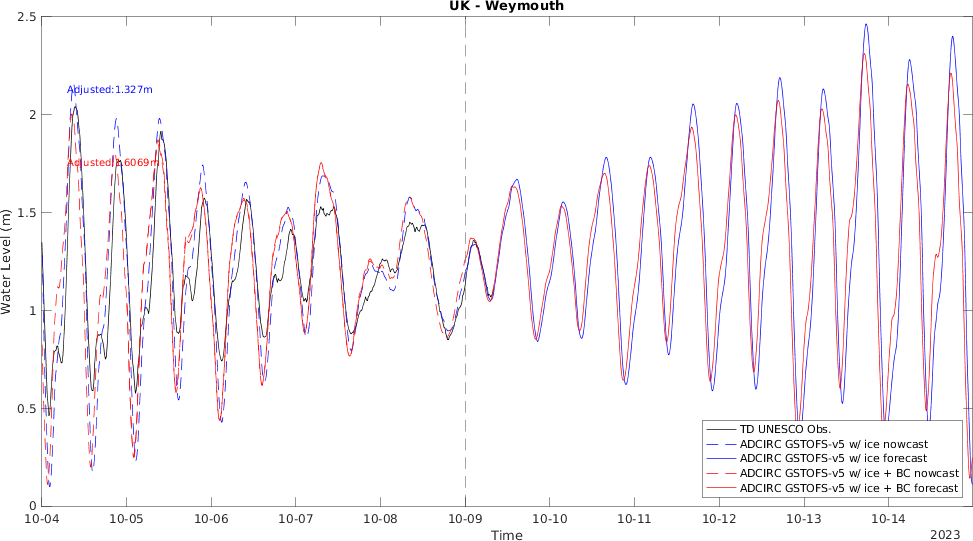 UK - Weymouth
2.5
2
1.5
1
0.5
0
Water Level (m)
Adjusted:1.327m
Adjusted:1.6069m
TD UNESCO Obs.
ADCIRC GSTOFS-v5 w/ ice nowcast
ADCIRC GSTOFS-v5 w/ ice forecast
ADCIRC GSTOFS-v5 w/ ice + BC nowcast
ADCIRC GSTOFS-v5 w/ ice + BC forecast
10-04 10-05 10-06 10-07 10-08 10-09 10-10 10-11 10-12 10-13 10-14
Time
2023